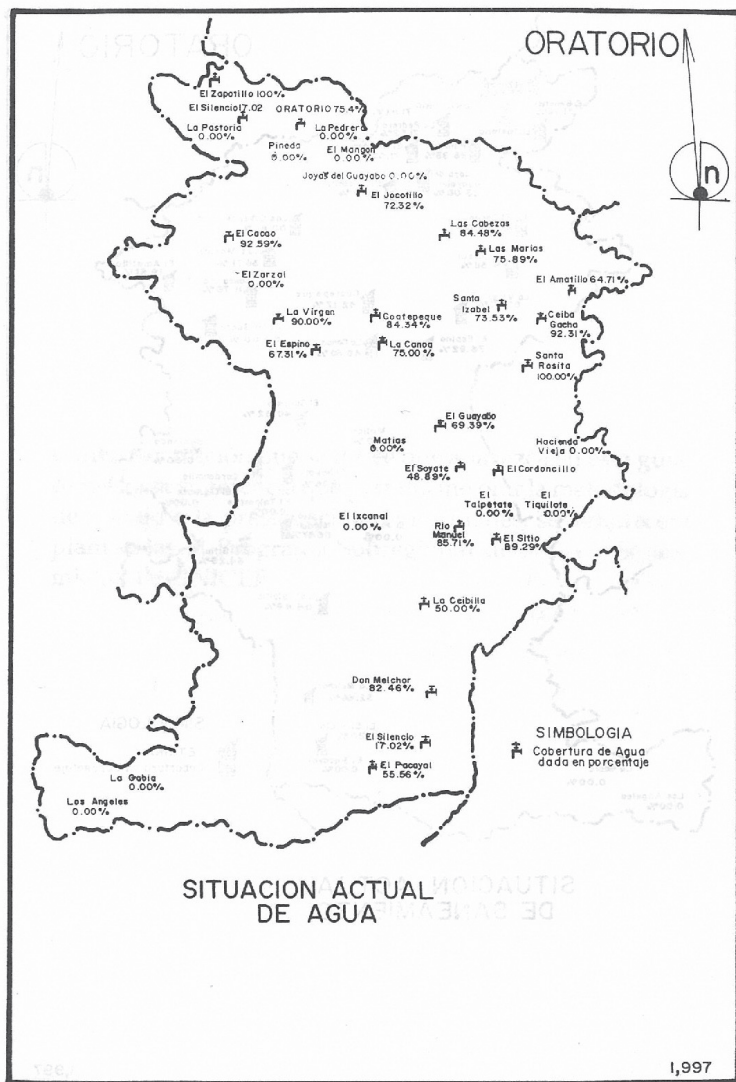 ORATORIO
El Zapotillo 100%
El Silencio 17.02
ORATORIO 75.4%
La Pastoria
0.00%
La Pedrera
0.00%
Pineda
0.00%
El Mangon
0.00%
Joyas del Guayabo 0.00%
El Jocotillo
72.32%
El Cacao
92.59%
Las Cabezas
84.48%
Las Marias
75.89%
El Zarzal
0.00%
El Amatillo 64.71%
La Vírgen
90.00%
Coatepeque
84.34%
Santa
Izabel
73.53%
Ceiba
Gacha
92.31%
El Espino
67.31%
La Canoa
75.00%
Santa
Rosita
100.00%
El Guayabo
69.39%
Matias
0.00%
Hacienda
Vieja 0.00%
El Soyate
48.89%
El Cordoncillo
El Ixcanal
0.00%
El
Talpetate
0.00%
El
Tiquilote
0.00%
Rio
Manuel
85.71%
El Sitio
89.29%
La Ceibilla
50.00%
Don Melchor
82.46%
El Silencio
17.02%
El Pacayal
55.56%
La Gabia
0.00%
Los Angeles
0.00%
SIMBOLOGIA
Cobertura de Agua
dada en porcentaje
SITUACION ACTUAL
DE AGUA
1,997
n